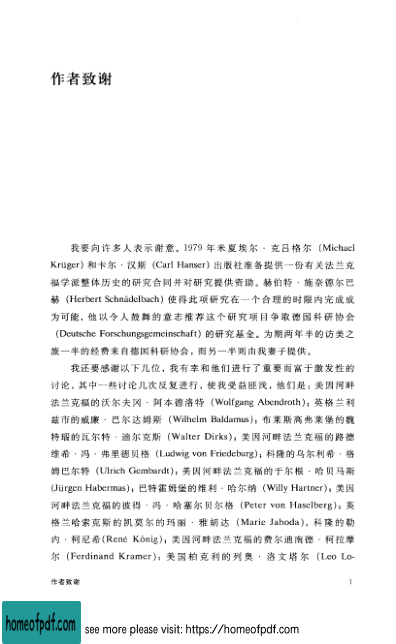 作者致谢
我要向许多人表示谢意。1979 年米夏埃尔·克吕格尔 (Michael
Krüger) 和卡尔·汉斯 (Carl Hanser) 出版社准备提供一份有关法兰克
福学派整体历史的研究合同并对研究提供资助。赫伯特·施奈德尔巴
赫 (Herbert Schnädelbach) 使得此项研究在一个合理的时限内完成成
为可能。他以令人鼓舞的意志推荐这个研究项目争取德国科研协会
(Deutsche Forschungsgemeinschaft) 的研究基金。为期两年半的访美之
旅一半的经费来自德国科研协会，而另一半则由我妻子提供。
我还要感谢以下几位，我有幸和他们进行了重要而富于激发性的
讨论，其中一些讨论几次反复进行，使我受益匪浅，他们是：美因河畔
法兰克福的沃尔夫冈·阿本德洛特 (Wolfgang Abendroth)；英格兰利
兹市的威廉·巴尔达姆斯 (Wilhelm Baldamus)；布莱斯高弗莱堡的魏
特瑙的瓦尔特·迪尔克斯 (Walter Dirks)；美因河畔法兰克福的路德
维希·冯·弗里德贝格 (Ludwig von Friedeburg)；科隆的乌尔利希·格
姆巴尔特 (Ulrich Gembardt)；美因河畔法兰克福的于尔根·哈贝马斯
(Jürgen Habermas)；巴特霍姆堡的维利·哈尔纳 (Willy Hartner)；美因
河畔法兰克福的彼得·冯·哈塞尔贝格 (Peter von Haselberg)；英
格兰哈索克斯的凯莫尔的玛丽·雅胡达 (Marie Jahoda)，科隆的勒
内·柯尼希(René König)；美因河畔法兰克福的费尔迪南德·柯拉摩
尔 (Ferdinand Kramer)；美国柏克利的列奥·洛文塔尔 (Leo Lo-
作者致谢 1
homeofpdf.com see more please visit: https://homeofpdf.com